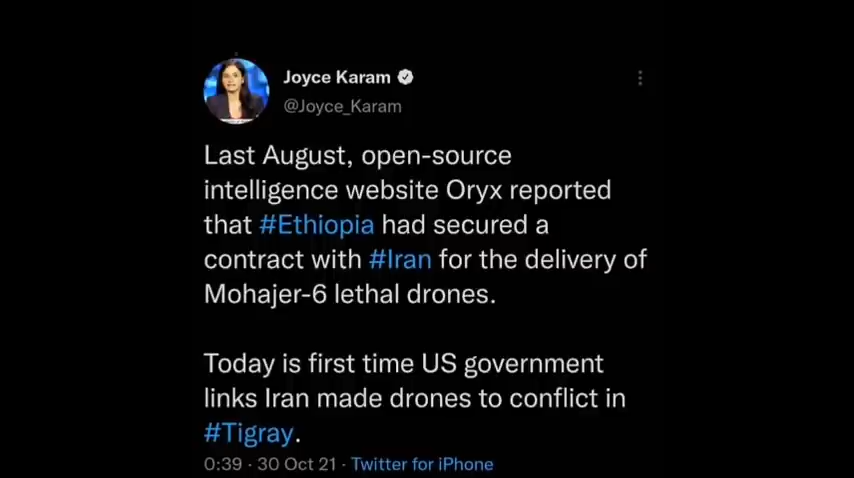 Joyce Karam
@Joyce_Karam
Last August, open-source
intelligence website Oryx reported
that #Ethiopia had secured a
contract with #Iran for the delivery of
Mohajer-6 lethal drones.
Today is first time US government
links Iran made drones to conflict in
#Tigray.
0:39 · 30 Oct 21 · Twitter for iPhone